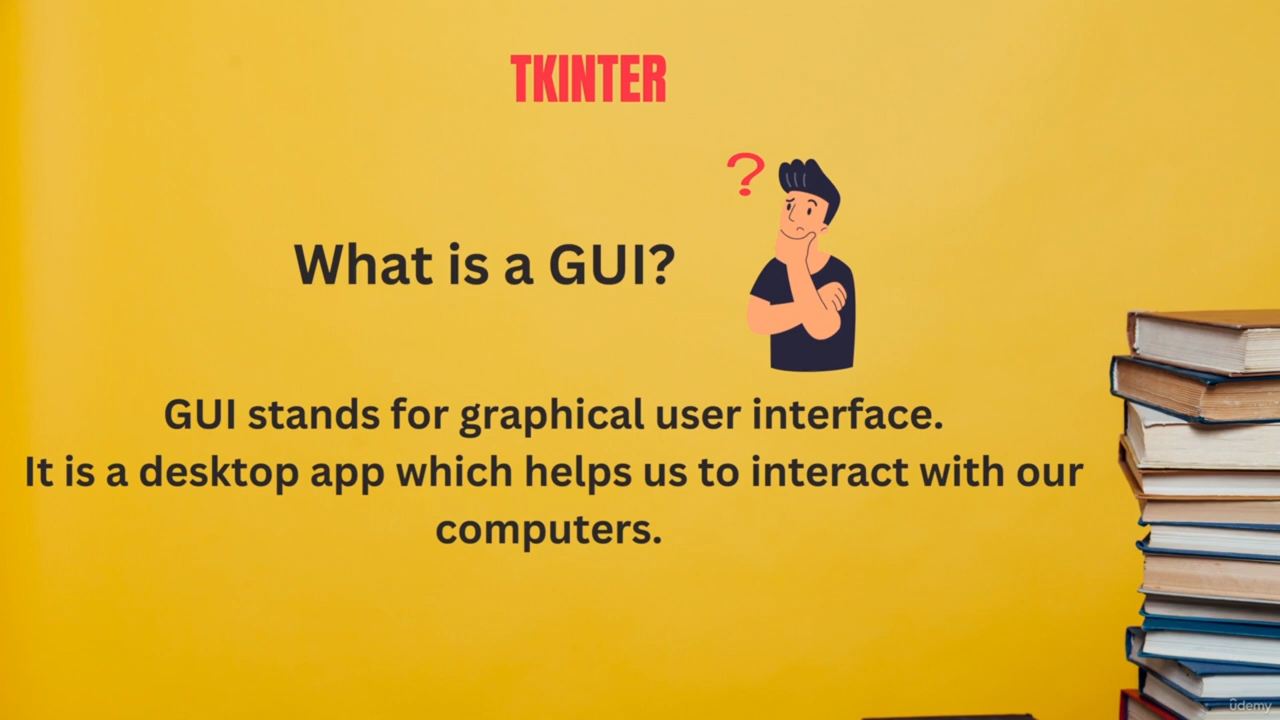 TKINTER
?
What is a GUI?
GUI stands for graphical user interface.
It is a desktop app which helps us to interact with our
computers.
ûdemy